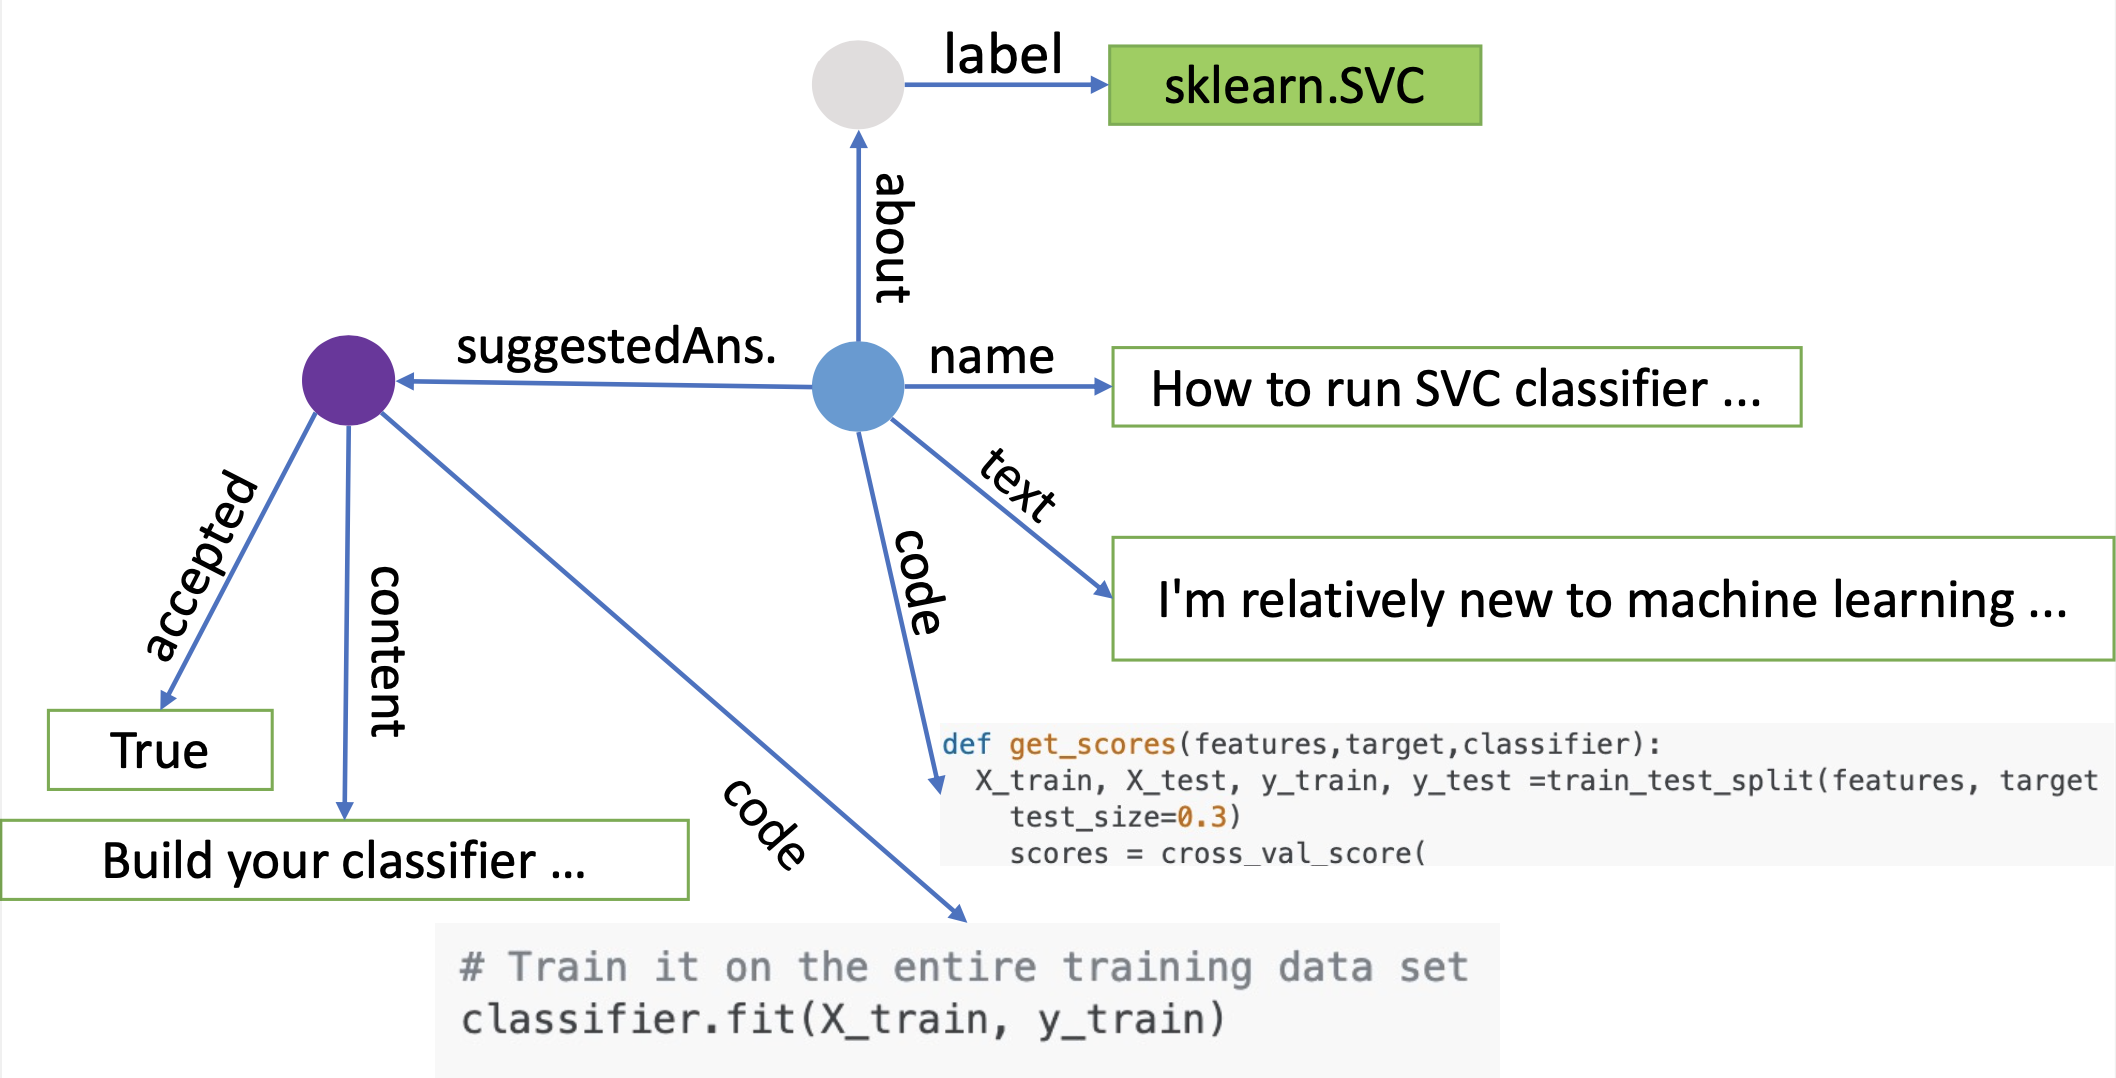 label
sklearn.SVC
about
suggestedAns.
name
How to run SVC classifier ...
text
code
I'm relatively new to machine learning ...
accepted
content
True
def get_scores(features,target,classifier):
X_train, X_test, y_train, y_test =train_test_split(features, target
test_size=0.3)
scores = cross_val_score(
Build your classifier ...
code
# Train it on the entire training data set
classifier.fit(X_train, y_train)